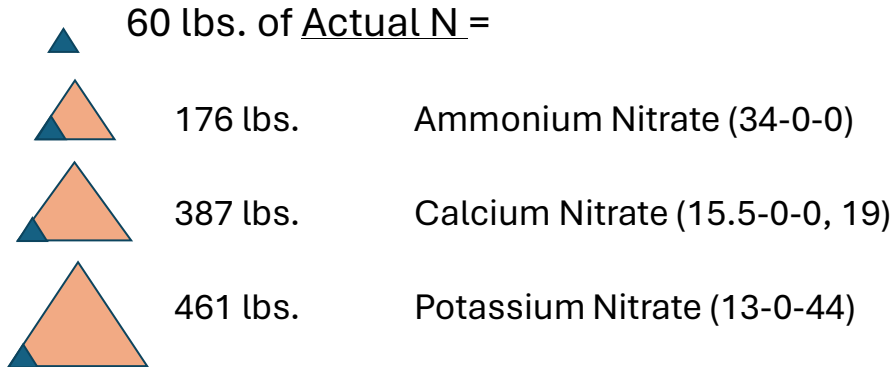 60 lbs. of Actual N =
176 lbs. Ammonium Nitrate (34-0-0)
387 lbs. Calcium Nitrate (15.5-0-0, 19)
461 lbs. Potassium Nitrate (13-0-44)